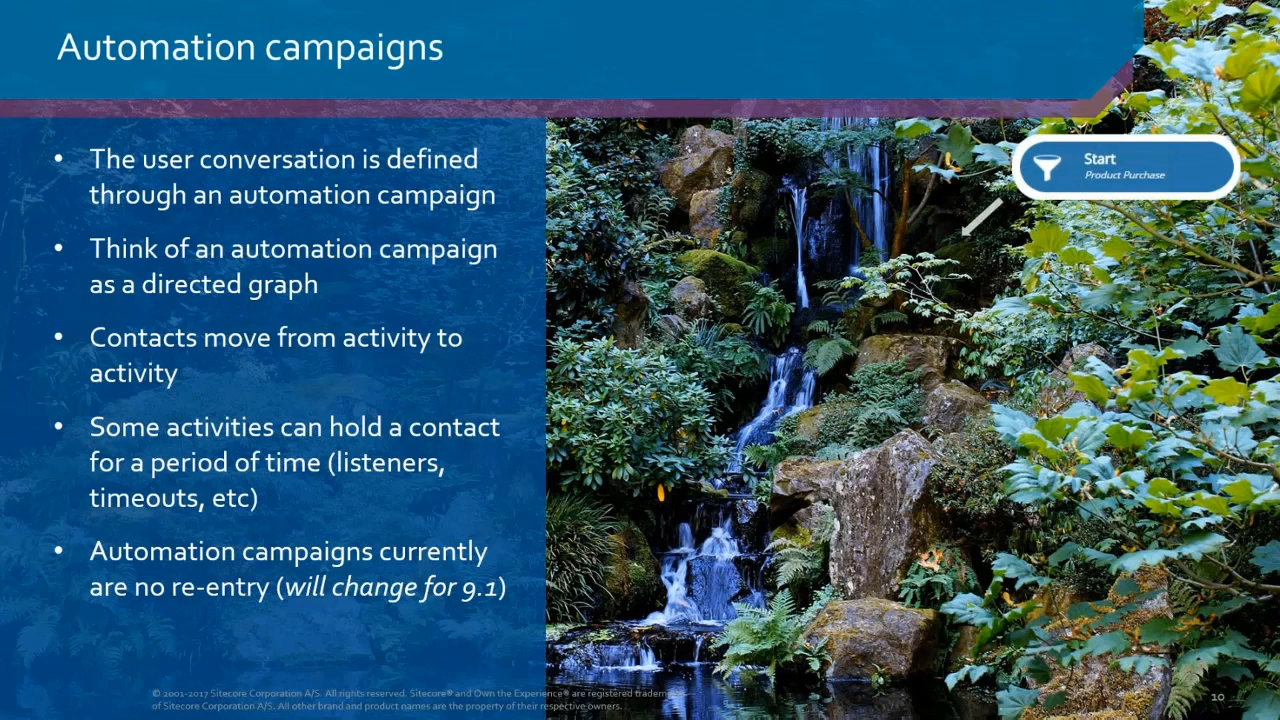 Automation campaigns
Start
Product Purchase
• The user conversation is defined
through an automation campaign
• Think of an automation campaign
as a directed graph
• Contacts move from activity to
activity
• Some activities can hold a contact
for a period of time (listeners,
timeouts, etc)
• Automation campaigns currently
are no re-entry (will change for 9.1)
© 2001-2017 Sitecore Corporation A/S. All rights reserved. Sitecore® and Own the Experience® are registered
of Sitecore Corporation A/S. All other brand and product names are the property of their respective owners.
10